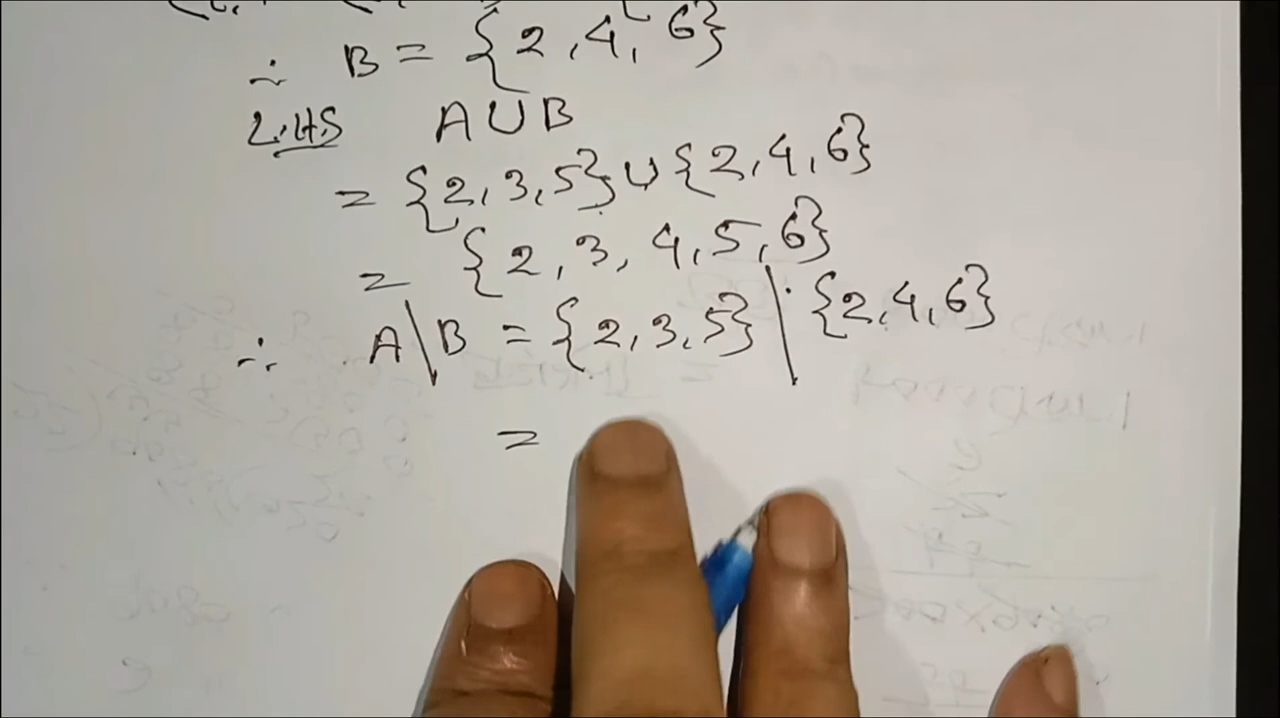 ∴ B = {2,4,6}
L.H.S A∪B
= {2,3,5}∪{2,4,6}
= {2,3,4,5,6}
∴ A\B = {2,3,5} \ {2,4,6}
=